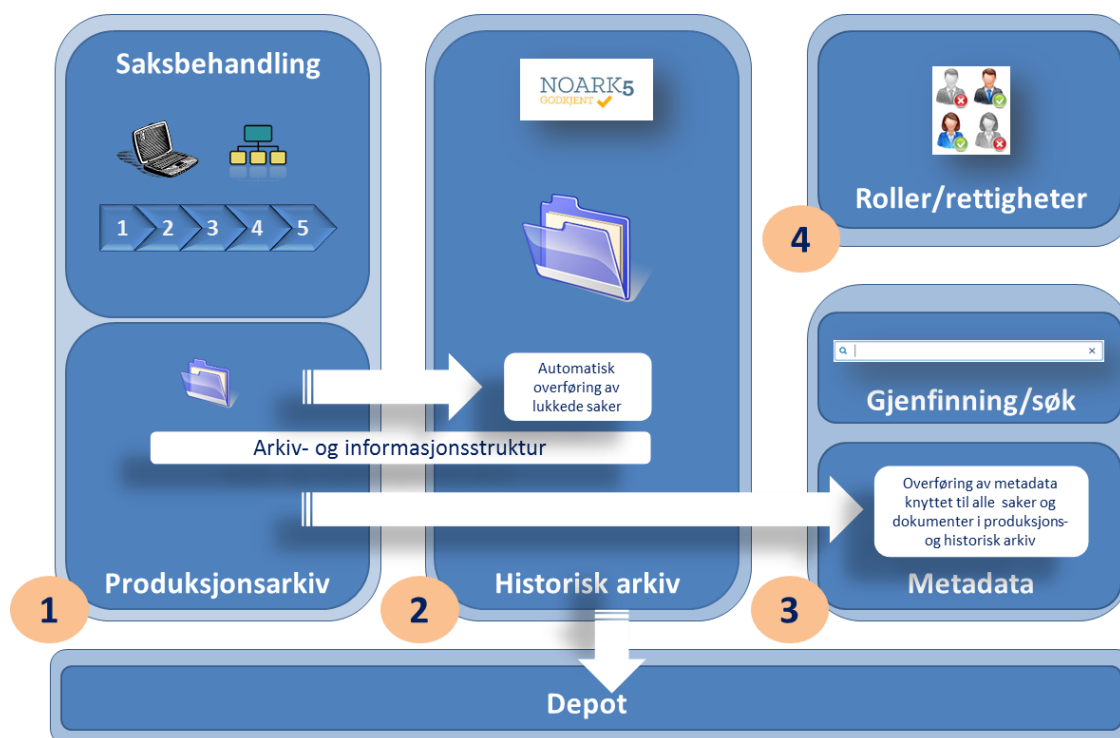 Saksbehandling
1 2 3 4 5
Produksjonsarkiv
1
NOARK5
GODKJENT
Automatisk
overføring av
lukkede saker
Arkiv- og informasjonsstruktur
Historisk arkiv
2
Roller/rettigheter
4
Gjenfinning/søk
Overføring av metadata
knyttet til alle saker og
dokumenter i produksjons-
og historisk arkiv
Metadata
3
Depot